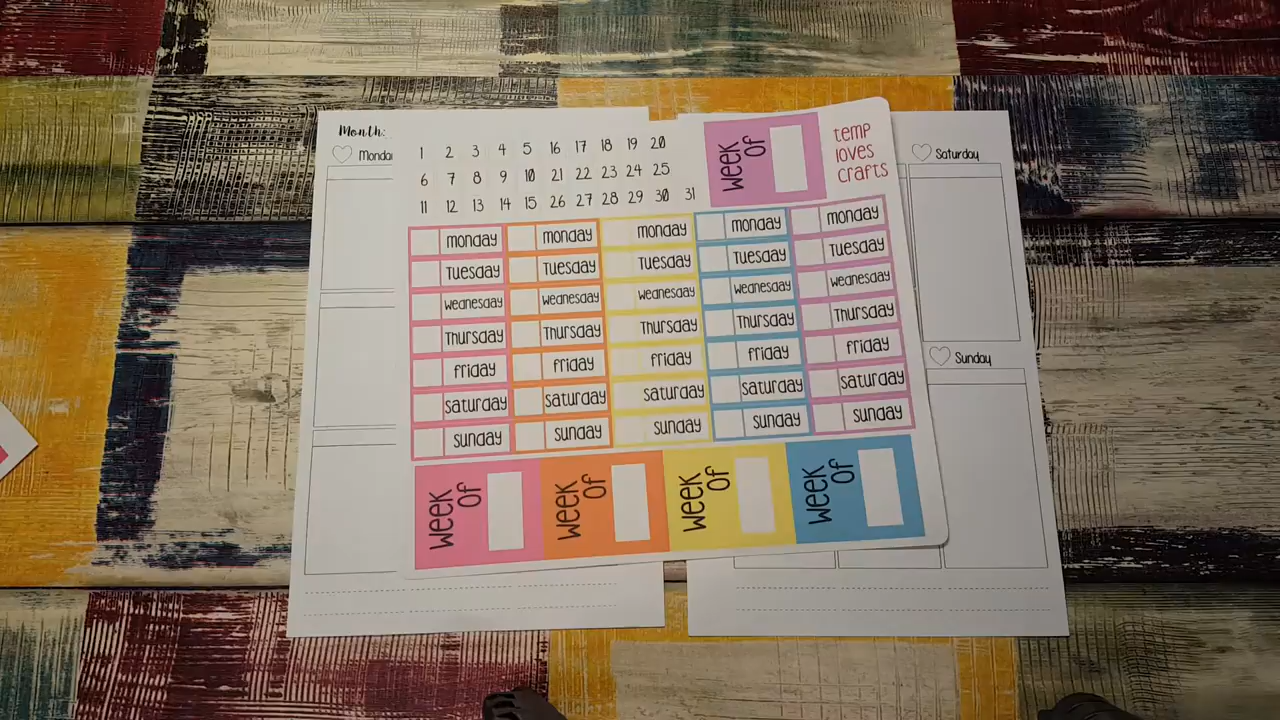 Month:
Monday
1 2 3 4 5 16 17 18 19 20
6 7 8 9 10 21 22 23 24 25
11 12 13 14 15 26 27 28 29 30 31
week of
temp
loves
crafts
Saturday
monday monday monday monday monday
Tuesday Tuesday Tuesday Tuesday Tuesday
wednesday wednesday wednesday wednesday wednesday
Thursday Thursday Thursday Thursday Thursday
friday friday friday friday friday
saturday saturday saturday saturday saturday
sunday sunday sunday sunday sunday
Sunday
week of
week of
week of
week of